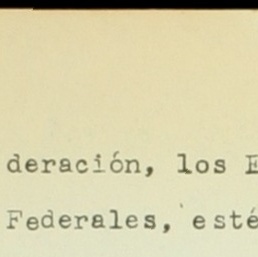 deración, los E
Federales, esté